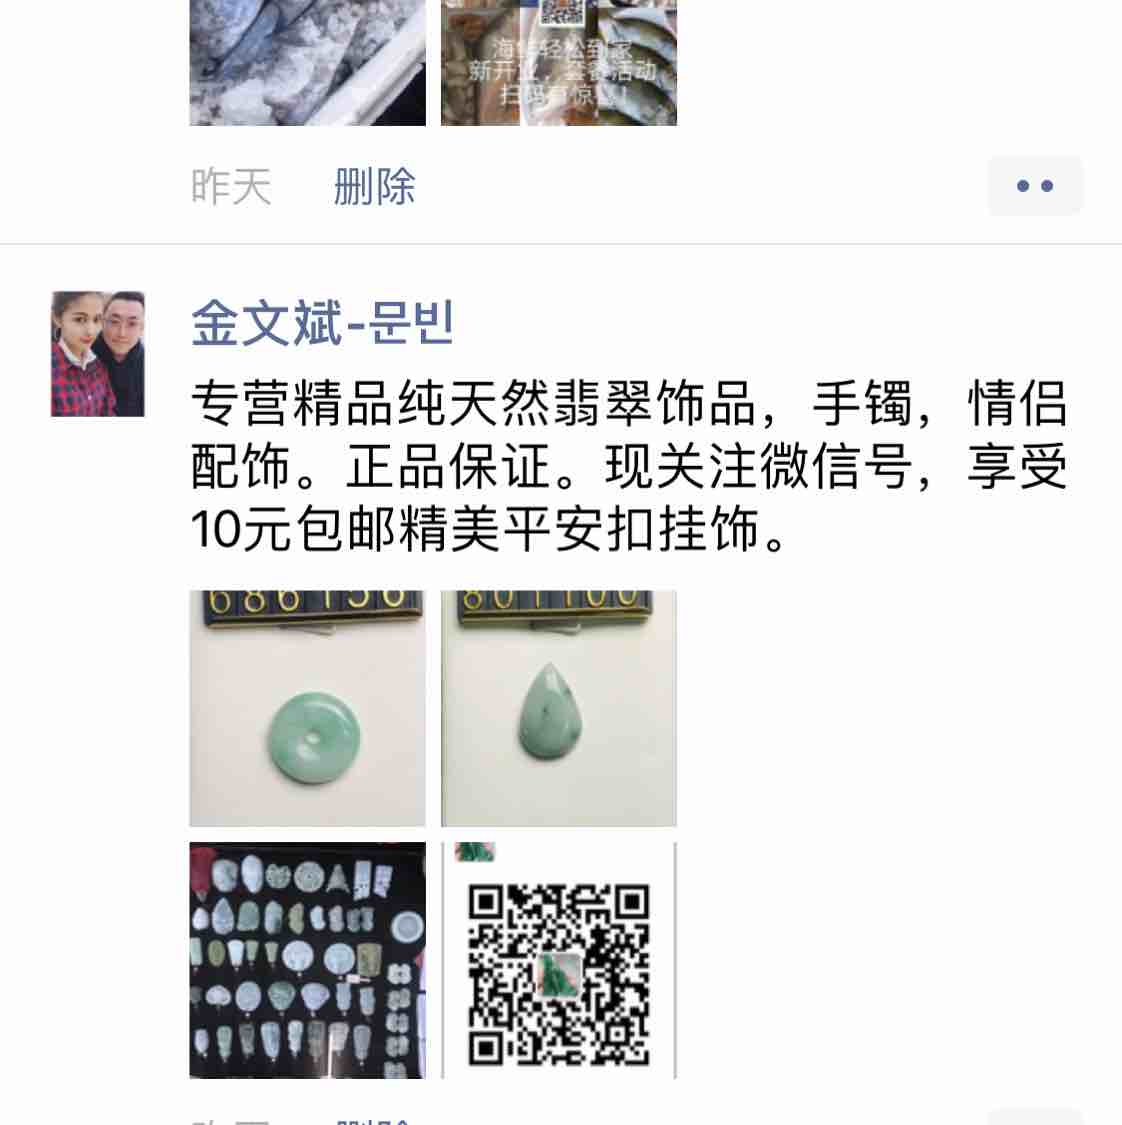 海鲜轻松到家
新开业，套餐活动
扫码有惊喜！
昨天 删除
金文斌-문빈
专营精品纯天然翡翠饰品，手镯，情侣
配饰。正品保证。现关注微信号，享受
10元包邮精美平安扣挂饰。
686156
801100